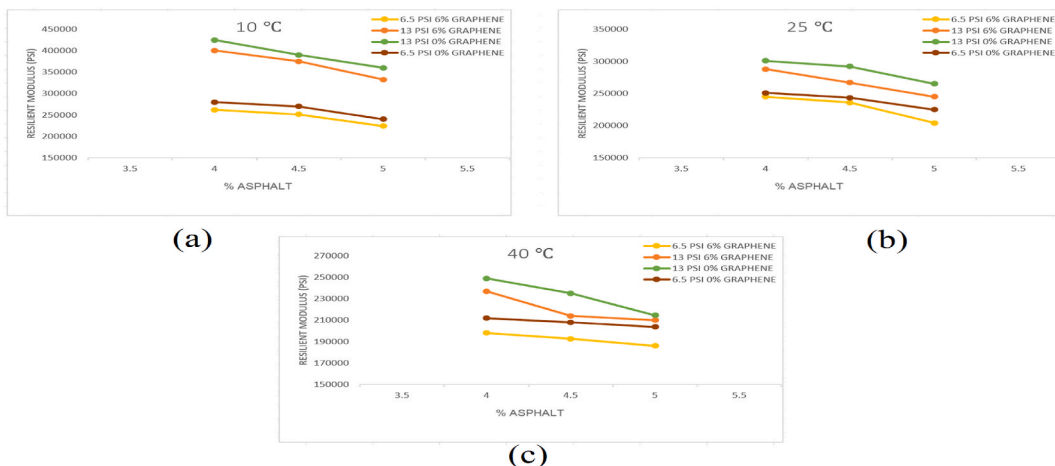 10 ℃
6.5 PSI 6% GRAPHENE
13 PSI 6% GRAPHENE
13 PSI 0% GRAPHENE
6.5 PSI 0% GRAPHENE
RESILIENT MODULUS (PSI)
450000
400000
350000
300000
250000
200000
150000
3.5 4 4.5 5 5.5
% ASPHALT
(a)
25 ℃
6.5 PSI 6% GRAPHENE
13 PSI 6% GRAPHENE
13 PSI 0% GRAPHENE
6.5 PSI 0% GRAPHENE
RESILIENT MODULUS (PSI)
350000
300000
250000
200000
150000
3.5 4 4.5 5 5.5
% ASPHALT
(b)
40 ℃
6.5 PSI 6% GRAPHENE
13 PSI 6% GRAPHENE
13 PSI 0% GRAPHENE
6.5 PSI 0% GRAPHENE
RESILIENT MODULUS (PSI)
270000
250000
230000
210000
190000
170000
150000
3.5 4 4.5 5 5.5
% ASPHALT
(c)